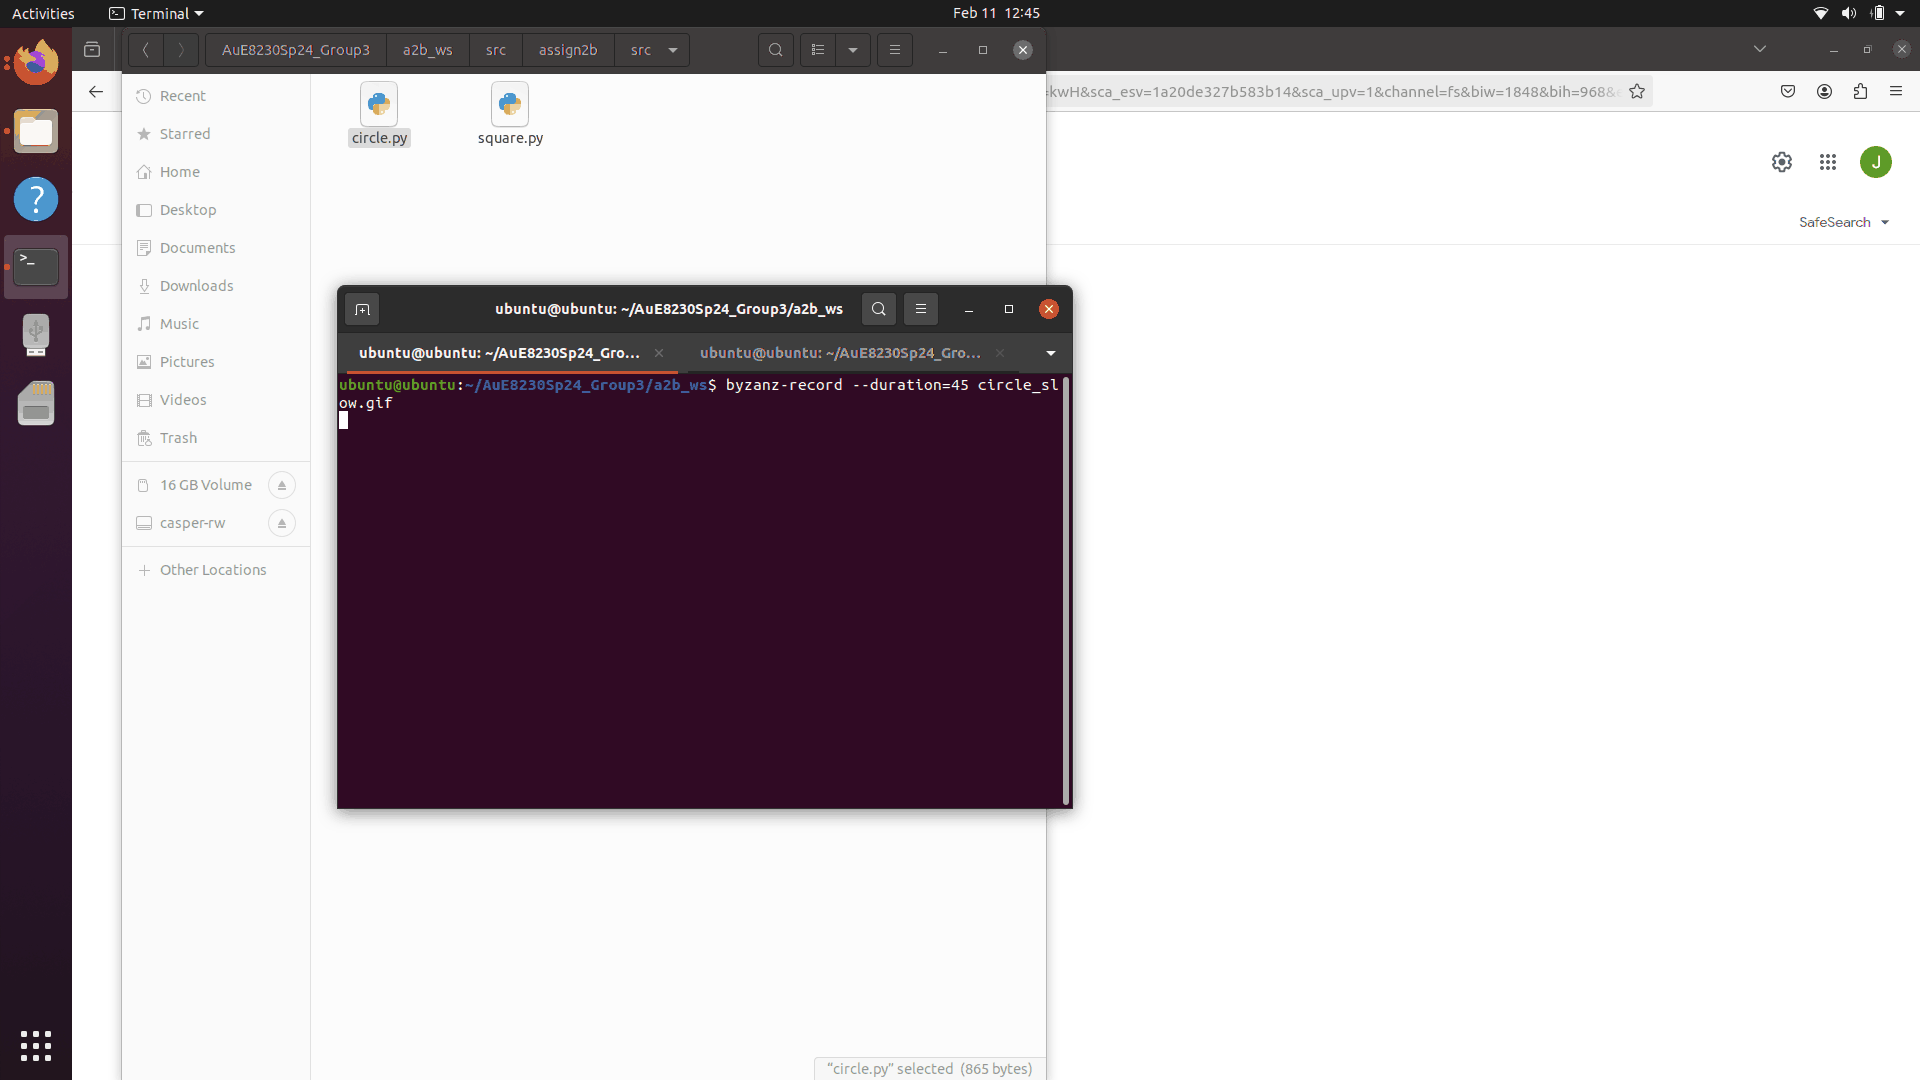 Activities
Terminal
Feb 11 12:45
AuE8230Sp24_Group3
a2b_ws
src
assign2b
src
=kwH&sca_esv=1a20de327b583b14&sca_upv=1&channel=fs&biw=1848&bih=968&
Recent
Starred
Home
Desktop
Documents
Downloads
Music
Pictures
Videos
Trash
16 GB Volume
casper-rw
Other Locations
circle.py
square.py
J
SafeSearch
ubuntu@ubuntu: ~/AuE8230Sp24_Group3/a2b_ws
ubuntu@ubuntu: ~/AuE8230Sp24_Gro...
ubuntu@ubuntu: ~/AuE8230Sp24_Gro...
ubuntu@ubuntu:~/AuE8230Sp24_Group3/a2b_ws$ byzanz-record --duration=45 circle_sl
ow.gif
"circle.py" selected (865 bytes)